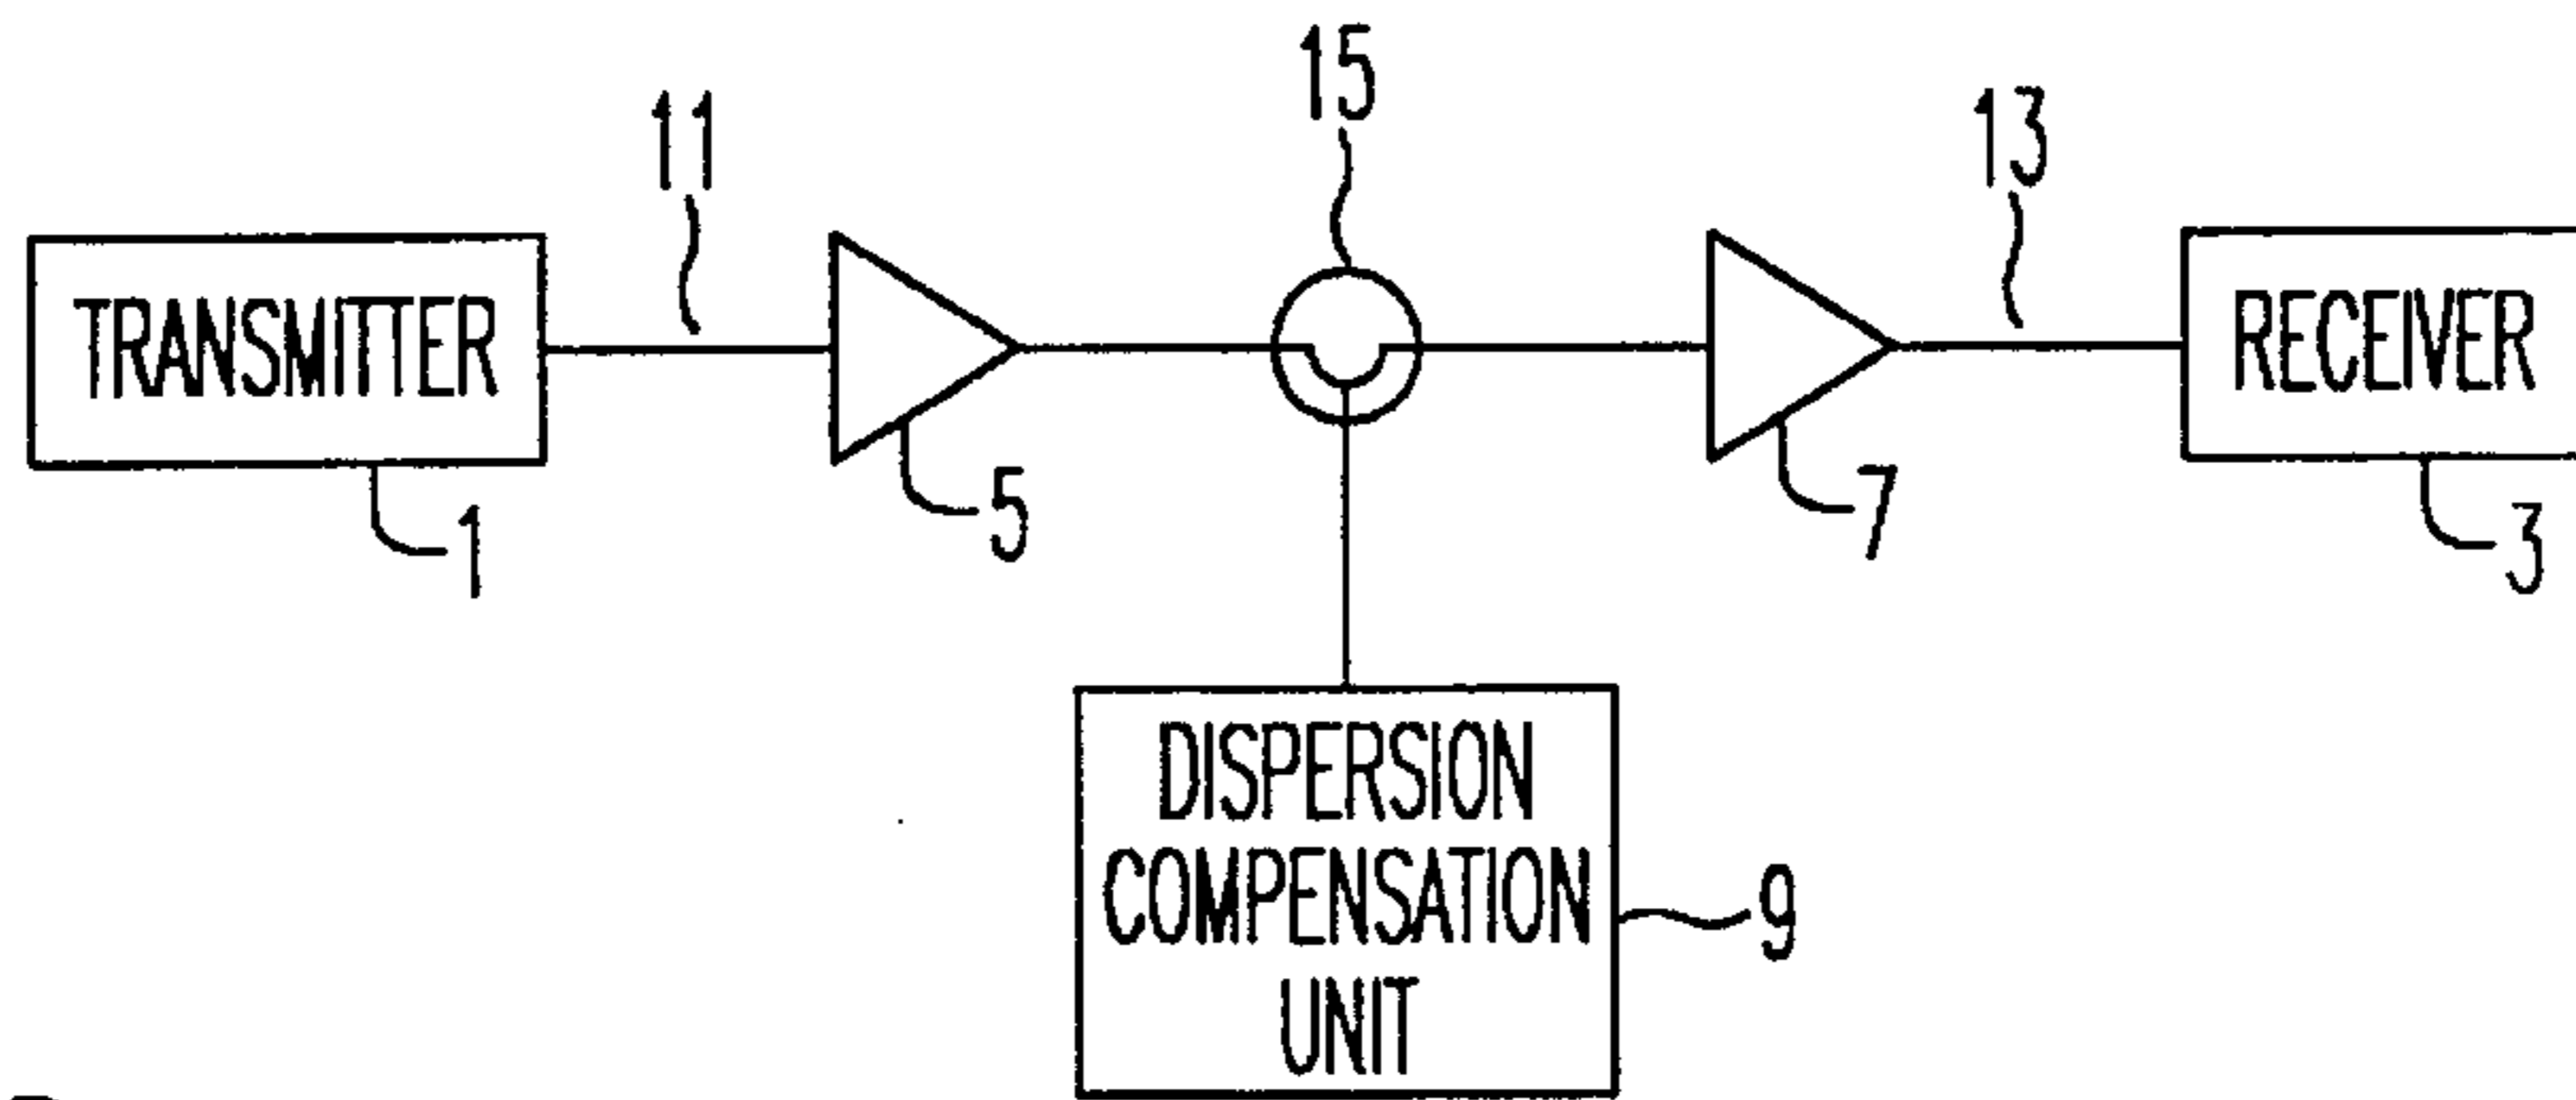 15
11
13
TRANSMITTER
RECEIVER
5
7
1
3
DISPERSION
COMPENSATION
UNIT
9